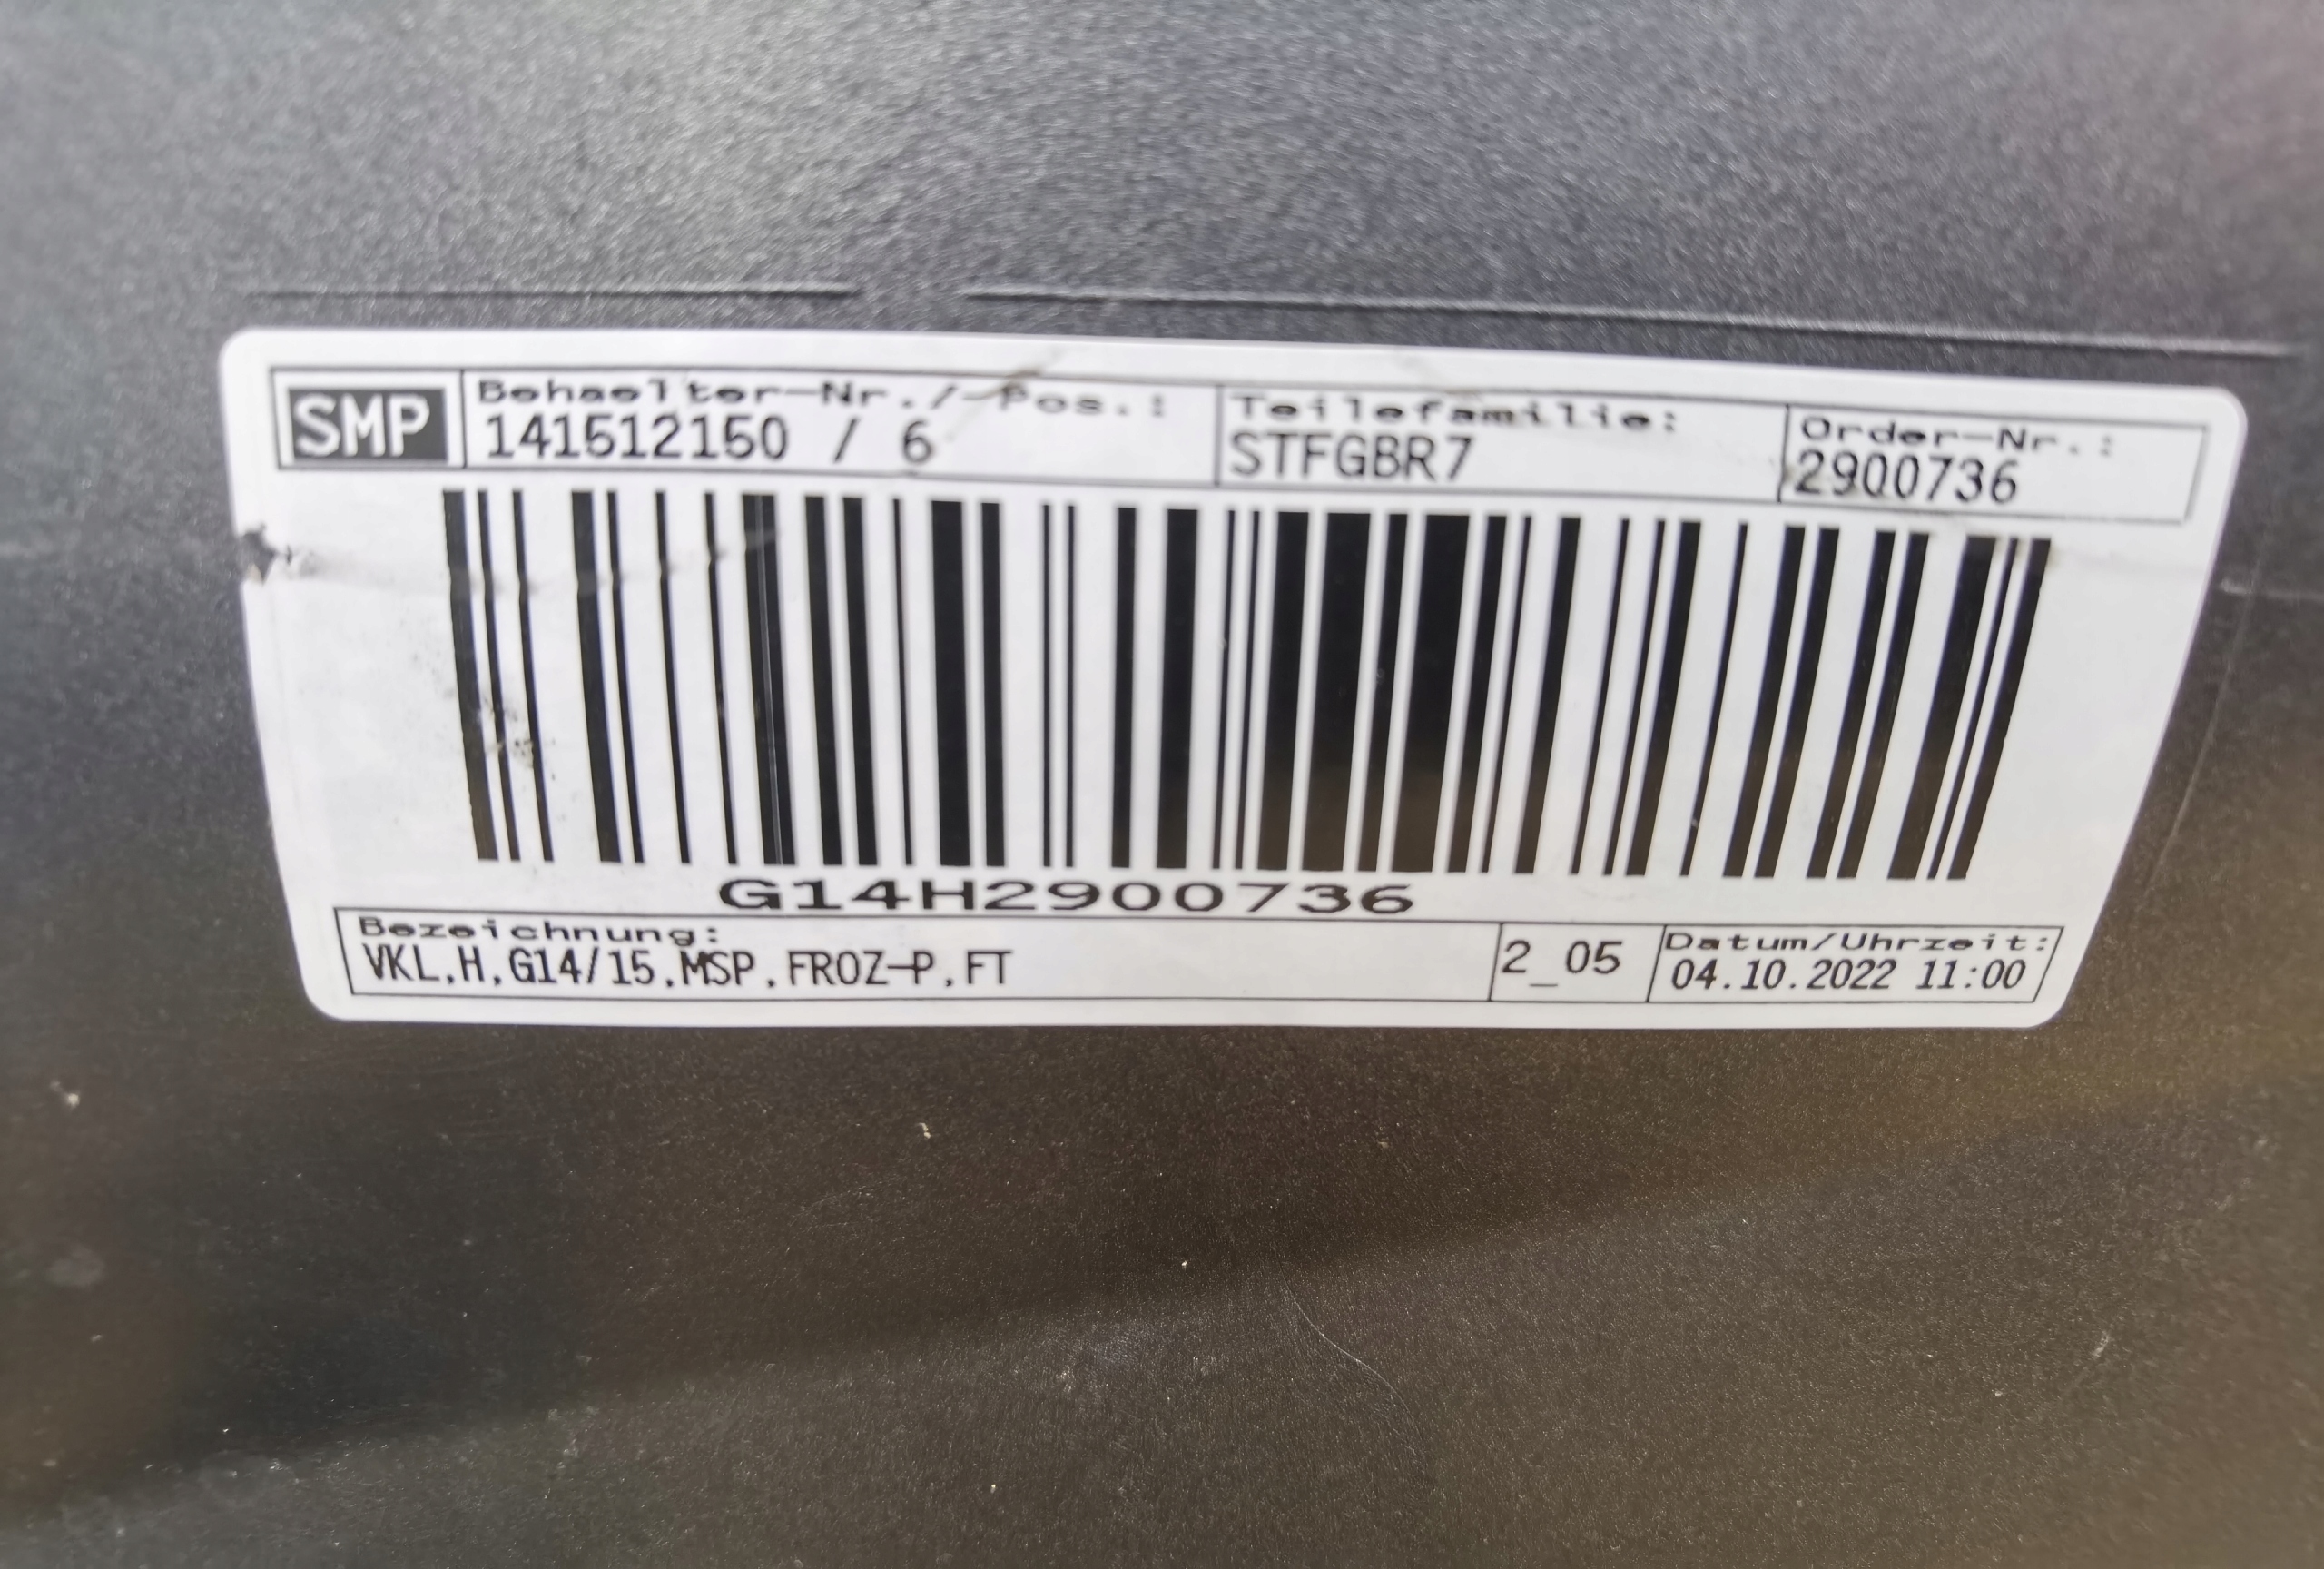 SMP
Behaelter-Nr./-Pos.:
141512150 / 6
Teilefamilie:
STFGBR7
Order-Nr.:
2900736
G14H2900736
Bezeichnung:
VKL,H,G14/15,MSP,FROZ-P,FT
2_05
Datum/Uhrzeit:
04.10.2022 11:00